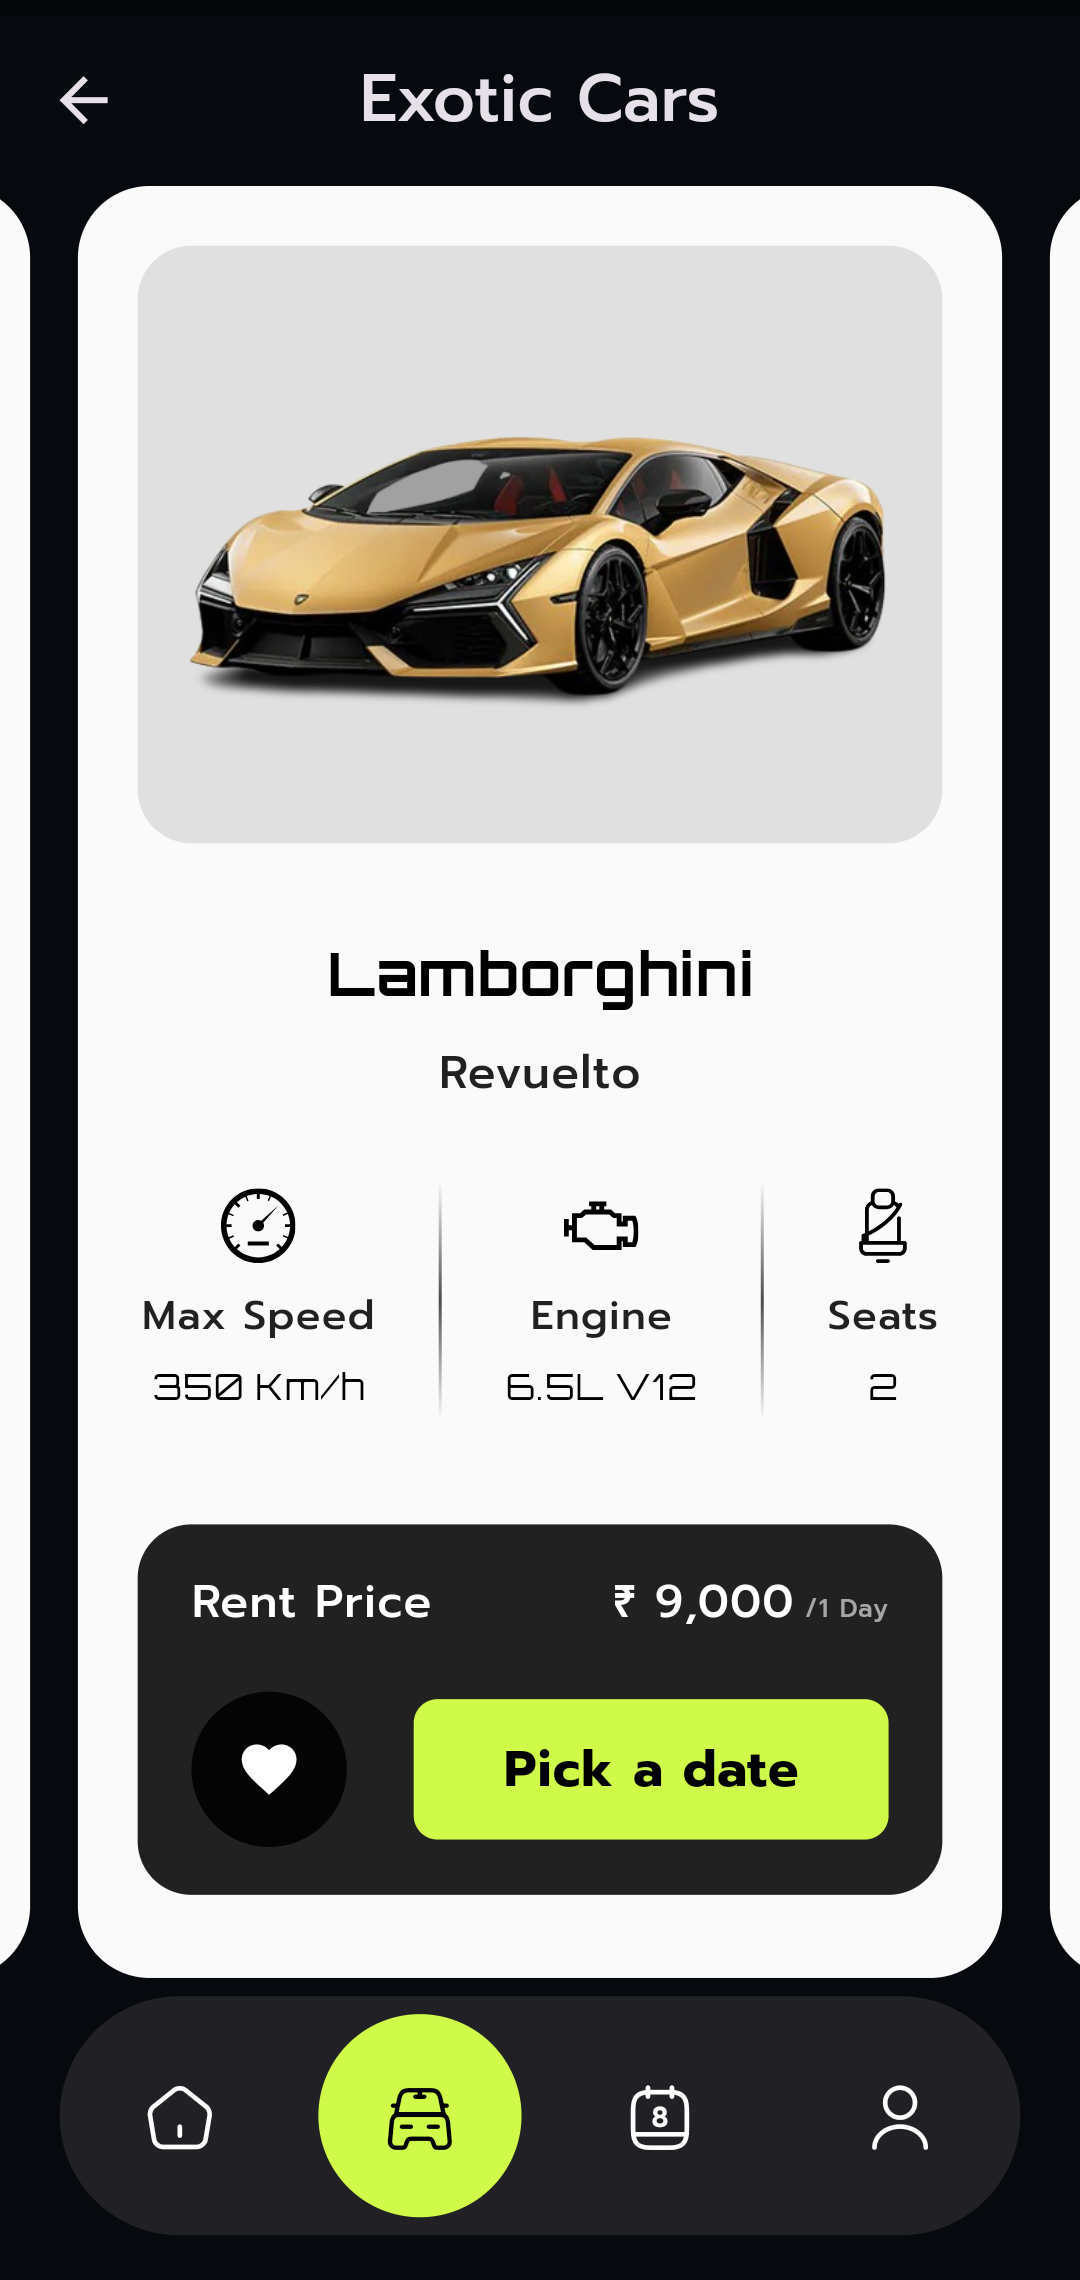 Exotic Cars
Lamborghini
Revuelto
Max Speed Engine Seats
350 Km/h 6.5L V12 2
Rent Price ₹ 9,000 /1 Day
Pick a date
8